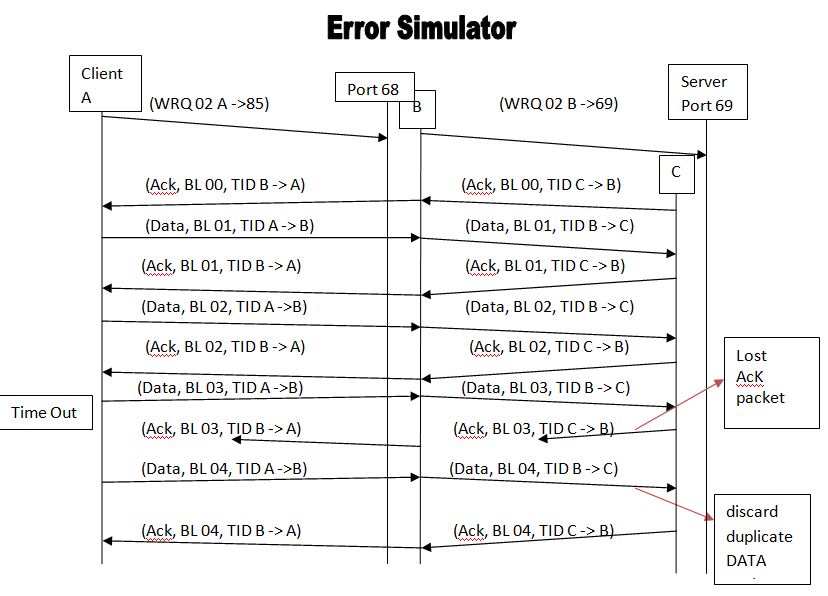 Error Simulator
Client
A
Port 68
B
Server
Port 69
(WRQ 02 A ->85)
(WRQ 02 B ->69)
C
(Ack, BL 00, TID B -> A)
(Ack, BL 00, TID C -> B)
(Data, BL 01, TID A -> B)
(Data, BL 01, TID B -> C)
(Ack, BL 01, TID B -> A)
(Ack, BL 01, TID C -> B)
(Data, BL 02, TID A ->B)
(Data, BL 02, TID B -> C)
(Ack, BL 02, TID B -> A)
(Ack, BL 02, TID C -> B)
Lost
AcK
packet
(Data, BL 03, TID A ->B)
(Data, BL 03, TID B -> C)
Time Out
(Ack, BL 03, TID B -> A)
(Ack, BL 03, TID C -> B)
(Data, BL 04, TID A ->B)
(Data, BL 04, TID B -> C)
discard
duplicate
DATA
(Ack, BL 04, TID B -> A)
(Ack, BL 04, TID C -> B)